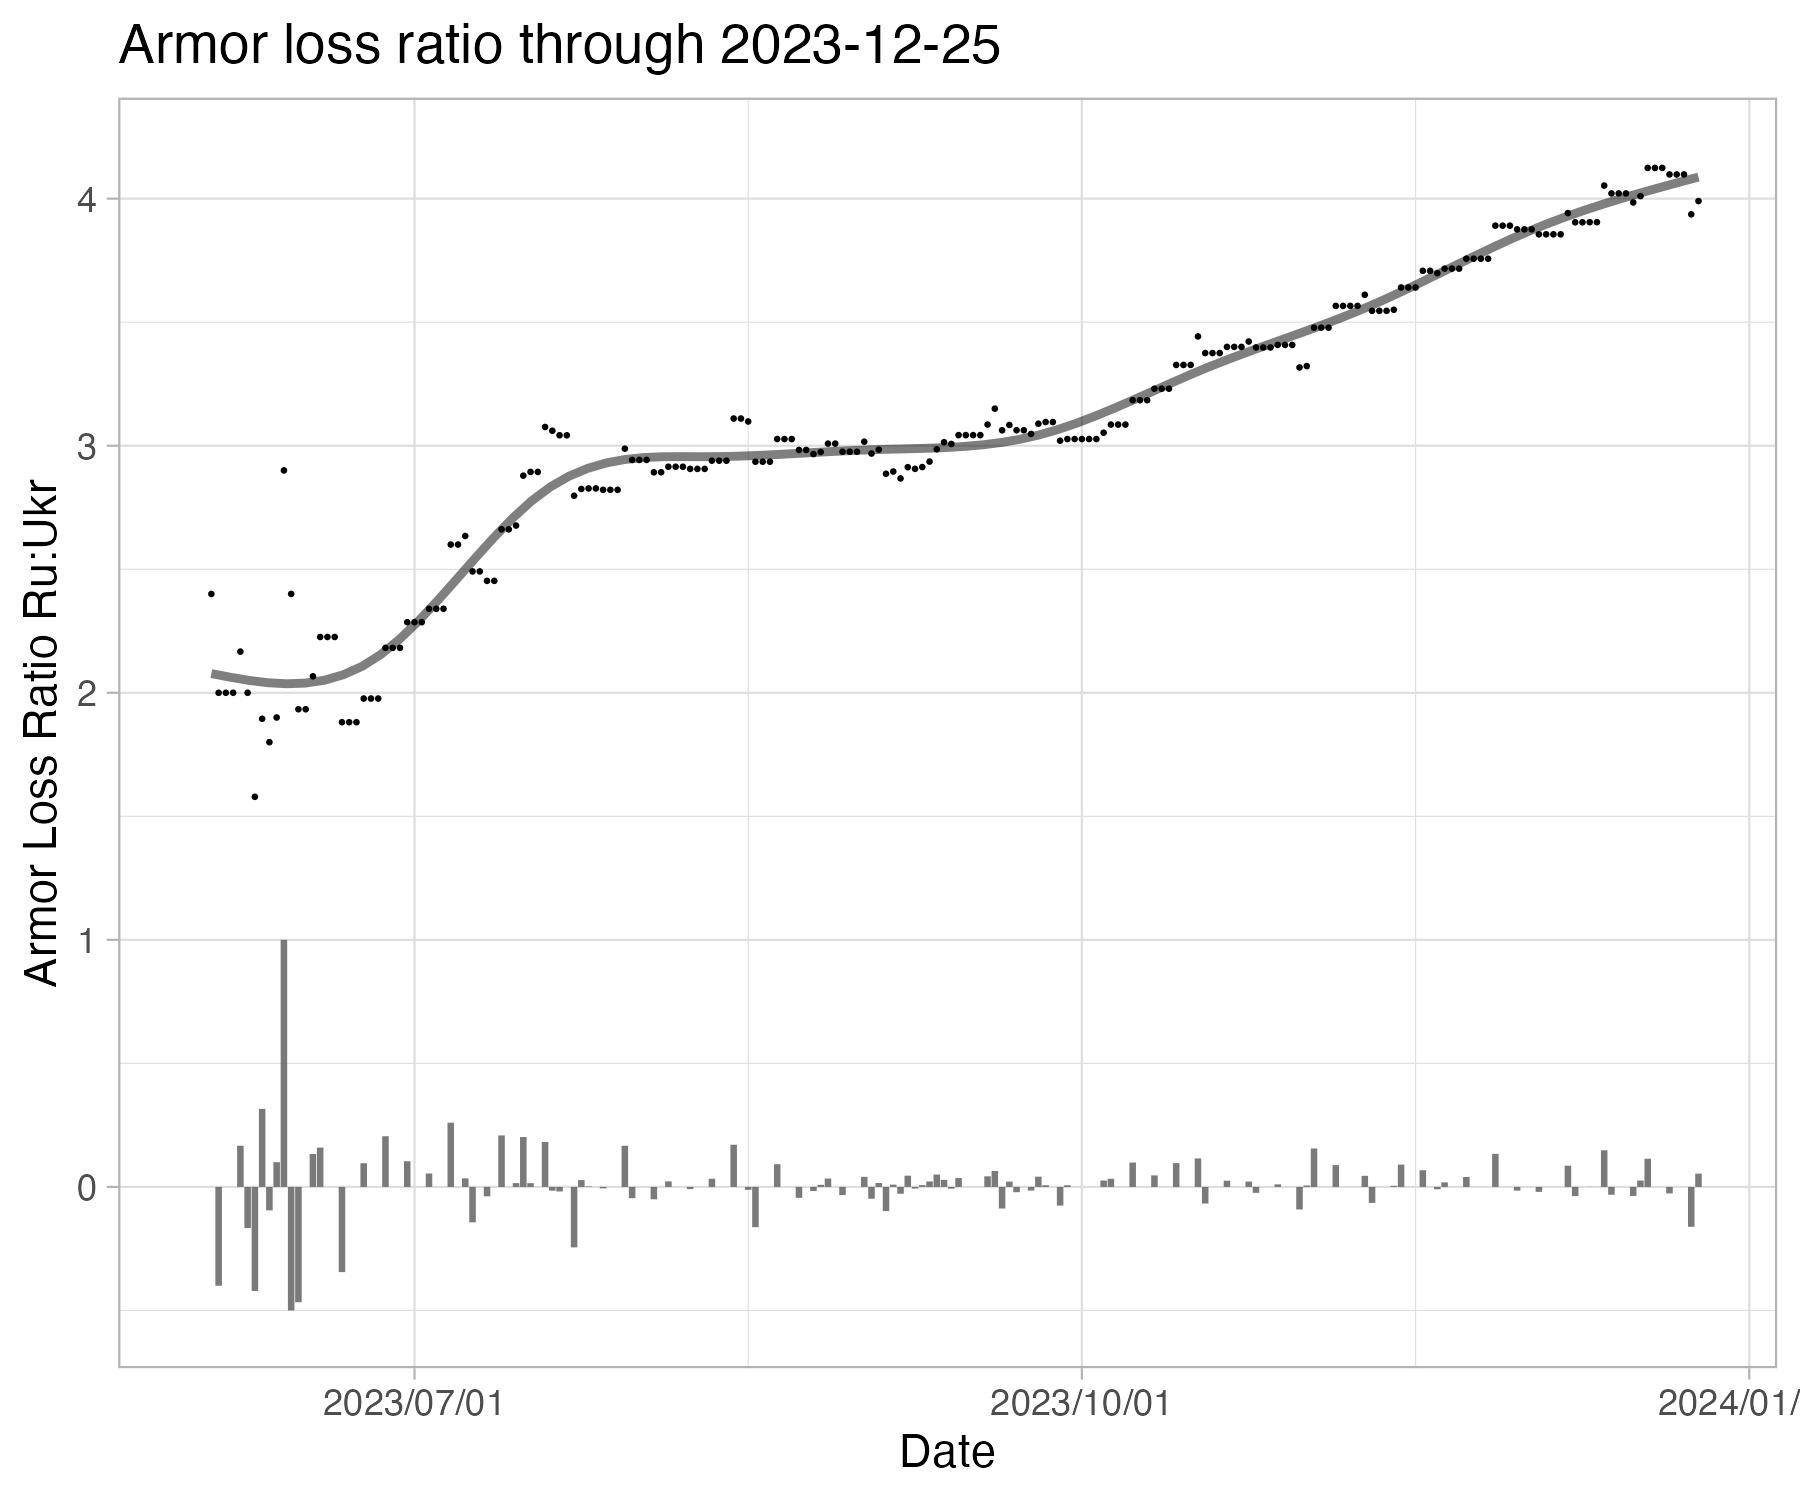 Armor loss ratio through 2023-12-25
Armor Loss Ratio Ru:Ukr
4
3
2
1
0
2023/07/01
2023/10/01
2024/01/
Date